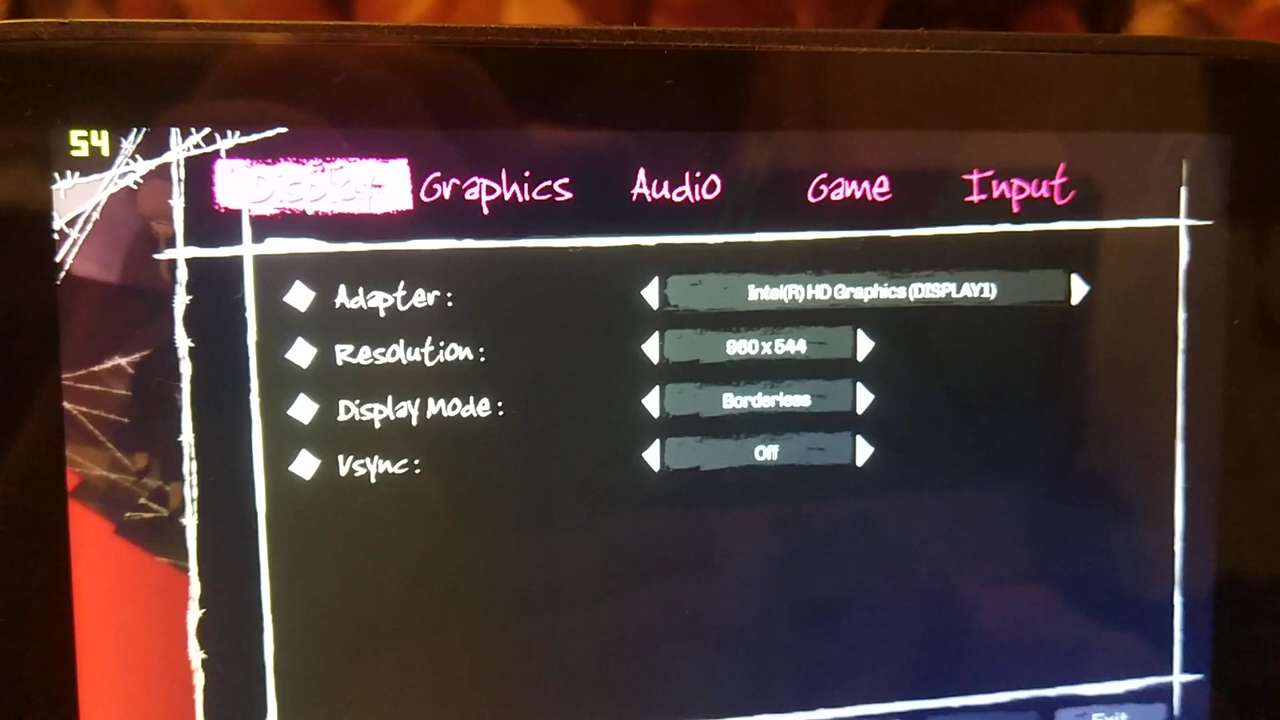 54
Display
Graphics
Audio
Game
Input
Adapter:
Intel(R) HD Graphics (DISPLAY1)
Resolution:
960 x 544
Display Mode:
Borderless
Vsync:
Off
Exit